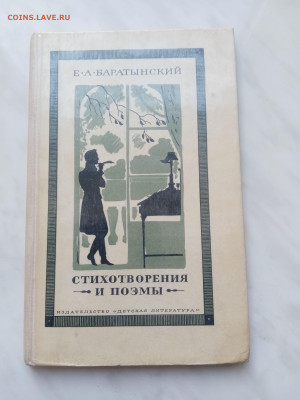 COINS.LAVE.RU
Е·А·БАРАТЫНСКИЙ
СТИХОТВОРЕНИЯ
И ПОЭМЫ
ИЗДАТЕЛЬСТВО «ДЕТСКАЯ ЛИТЕРАТУРА»